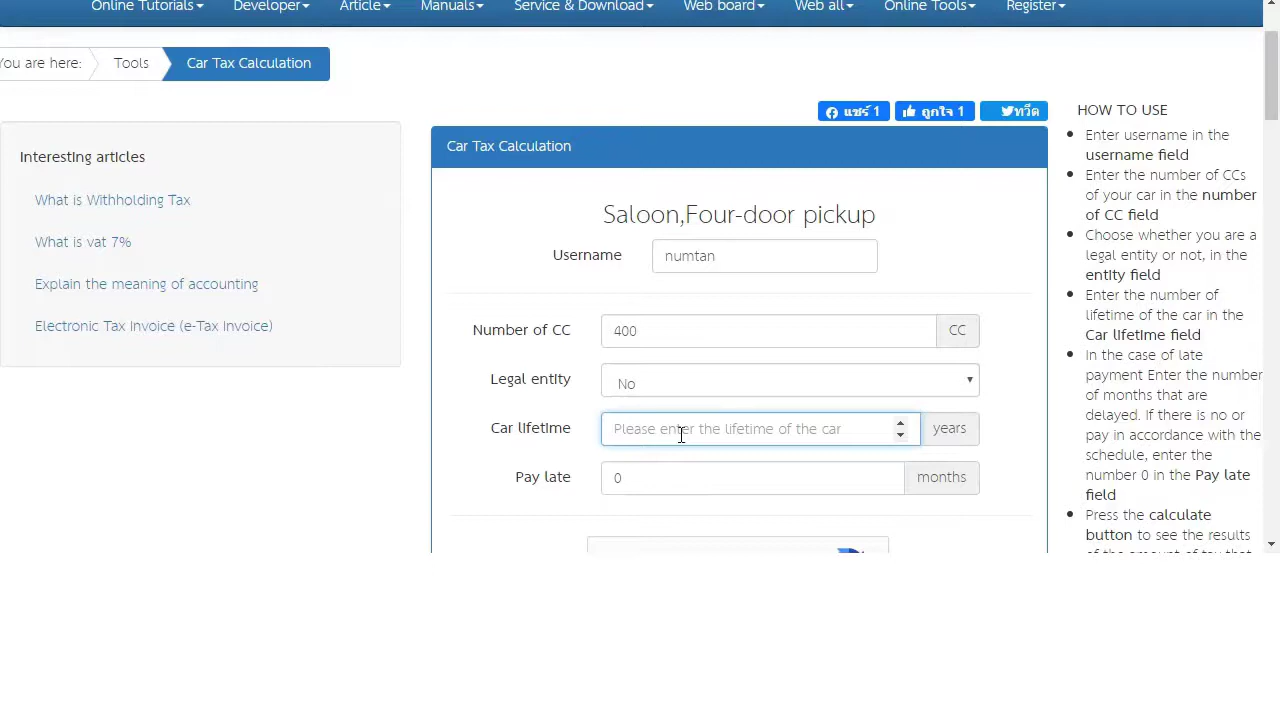 Online Tutorials Developer Article Manuals Service & Download Web board Web all Online Tools Register
You are here: Tools Car Tax Calculation
แชร์ 1 ถูกใจ 1 ทวีต
Interesting articles
What is Withholding Tax
What is vat 7%
Explain the meaning of accounting
Electronic Tax Invoice (e-Tax Invoice)
Car Tax Calculation
Saloon,Four-door pickup
Username numtan
Number of CC 400 CC
Legal entity No
Car lifetime Please enter the lifetime of the car years
Pay late 0 months
HOW TO USE
Enter username in the
username field
Enter the number of CCs
of your car in the number
of CC field
Choose whether you are a
legal entity or not, in the
entity field
Enter the number of
lifetime of the car in the
Car lifetime field
In the case of late
payment Enter the number
of months that are
delayed. If there is no or
pay in accordance with the
schedule, enter the
number 0 in the Pay late
field
Press the calculate
button to see the results
of the amount of tax that